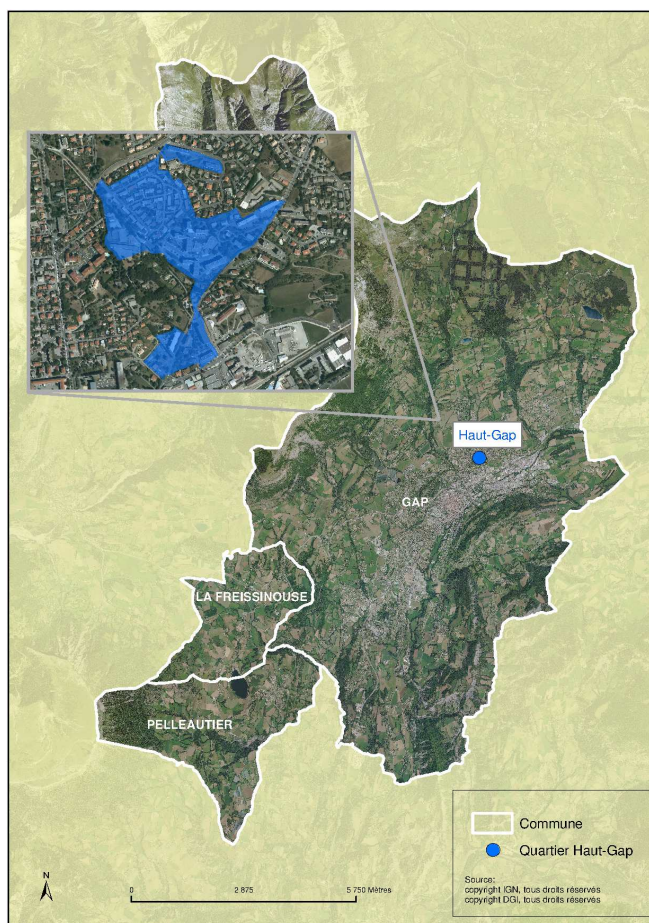 Haut-Gap
GAP
LA FREISSINOUSE
PELLEAUTIER
Commune
Quartier Haut-Gap
Source:
copyright IGN, tous droits réservés
copyright DGI, tous droits réservés
N
0 2 875 5 750 Mètres